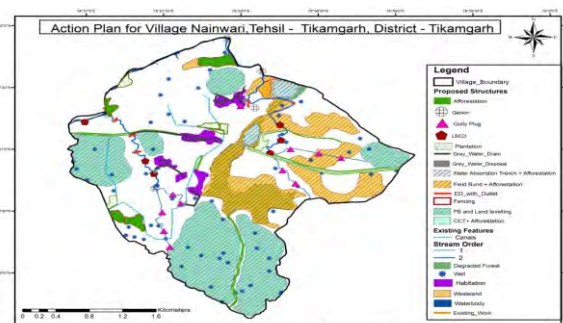 Action Plan for Village Nainwari,Tehsil - Tikamgarh, District - Tikamgarh
N
Legend
Village_Boundary
Proposed Structures
Afforestation
Gabion
Gully Plug
LBCD
Plantation
Grey_Water_Drain
Grey_Water_Disposal
Water Absorption Trench + Afforestation
Field Bund + Afforestation
ED_with_Outlet
Fencing
FB and Land levelling
CCT+ Afforestation
Existing Features
Canals
Stream Order
1
2
Degraded Forest
Well
Habitation
Wasteland
Waterbody
Existing_Work
Kilometers
0 0.2 0.4 0.8 1.2 1.6